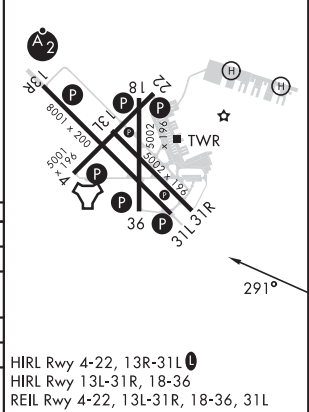 A2
H
H
13R
P
P
18
22
P
8001 x 200
13L
P
5002 x 196
TWR
5001 x 196
4
P
5002 x 196
P
P
36
P
31L
31R
291°
HIRL Rwy 4-22, 13R-31L L
HIRL Rwy 13L-31R, 18-36
REIL Rwy 4-22, 13L-31R, 18-36, 31L